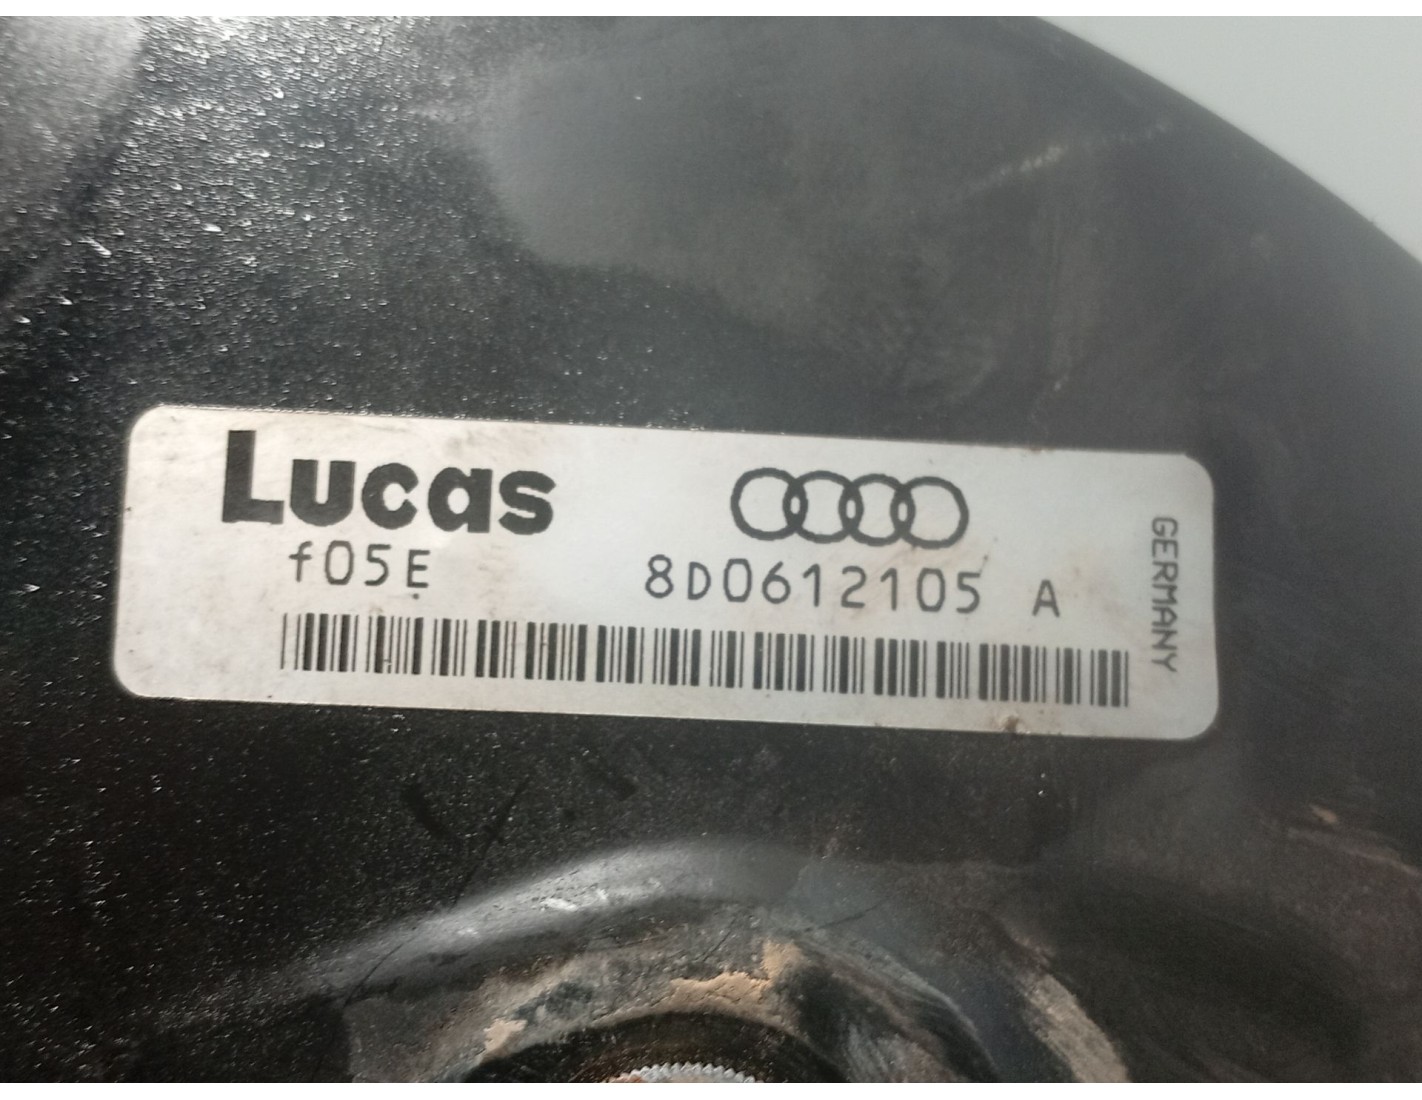 Lucas
f05E
8D0612105 A
GERMANY